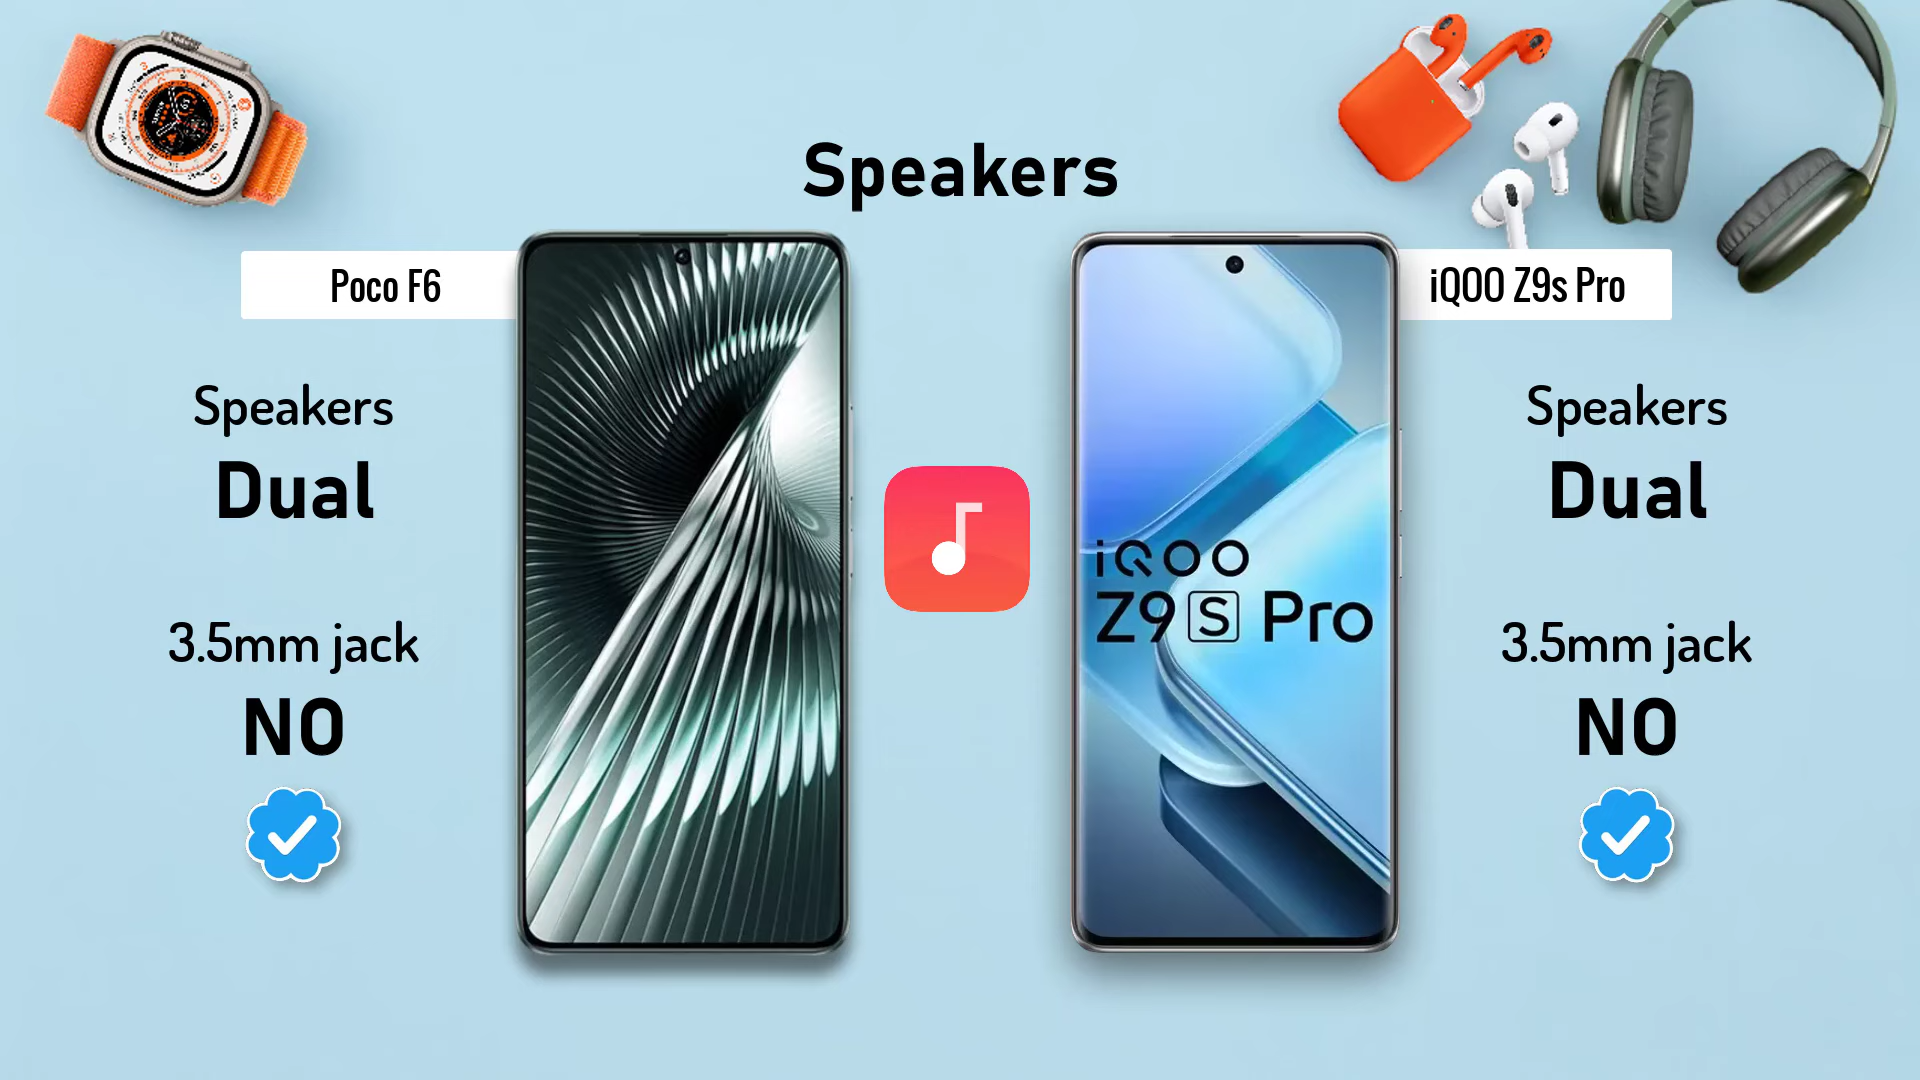 Speakers
Poco F6
iQOO Z9s Pro
Speakers
Dual
3.5mm jack
NO
iQOO
Z9 S Pro
Speakers
Dual
3.5mm jack
NO